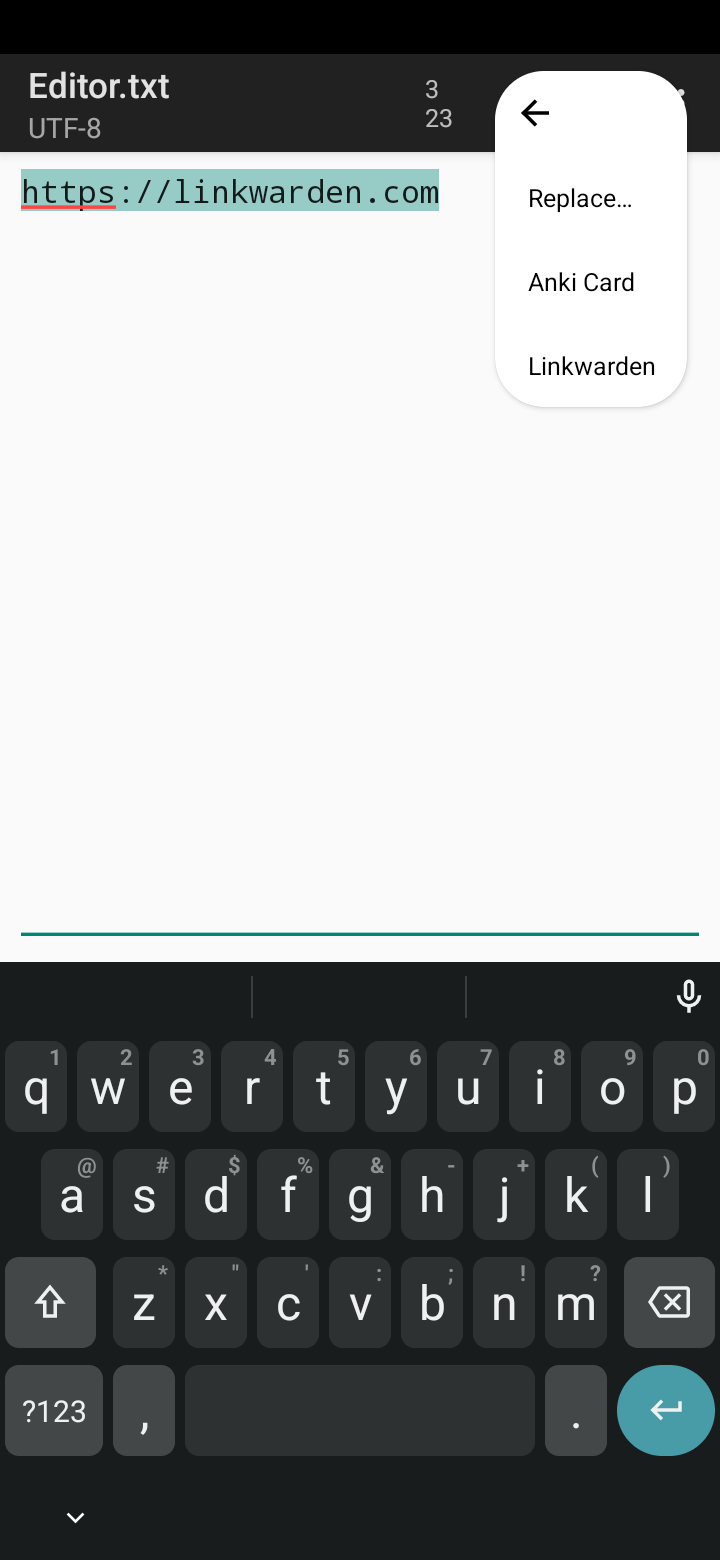 Editor.txt
UTF-8
3
23
https://linkwarden.com
Replace…
Anki Card
Linkwarden
1 2 3 4 5 6 7 8 9 0
q w e r t y u i o p
@ # $ % & - + ( )
a s d f g h j k l
* " ' : ; ! ?
z x c v b n m
?123 , .